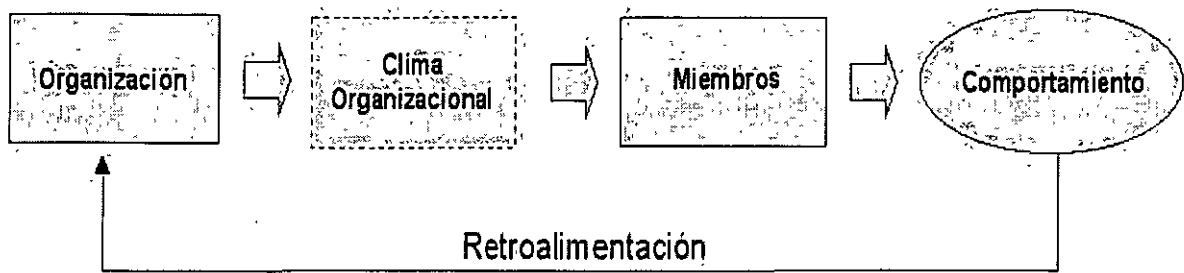 Organización
Clima
Organizacional
Miembros
Comportamiento
Retroalimentación